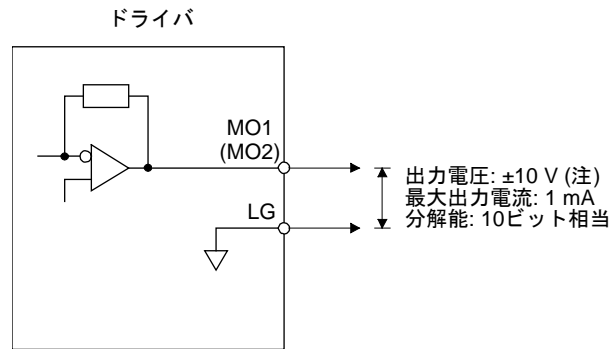 ドライバ
MO1
(MO2)
LG
出力電圧: ±10 V (注)
最大出力電流: 1 mA
分解能: 10ビット相当